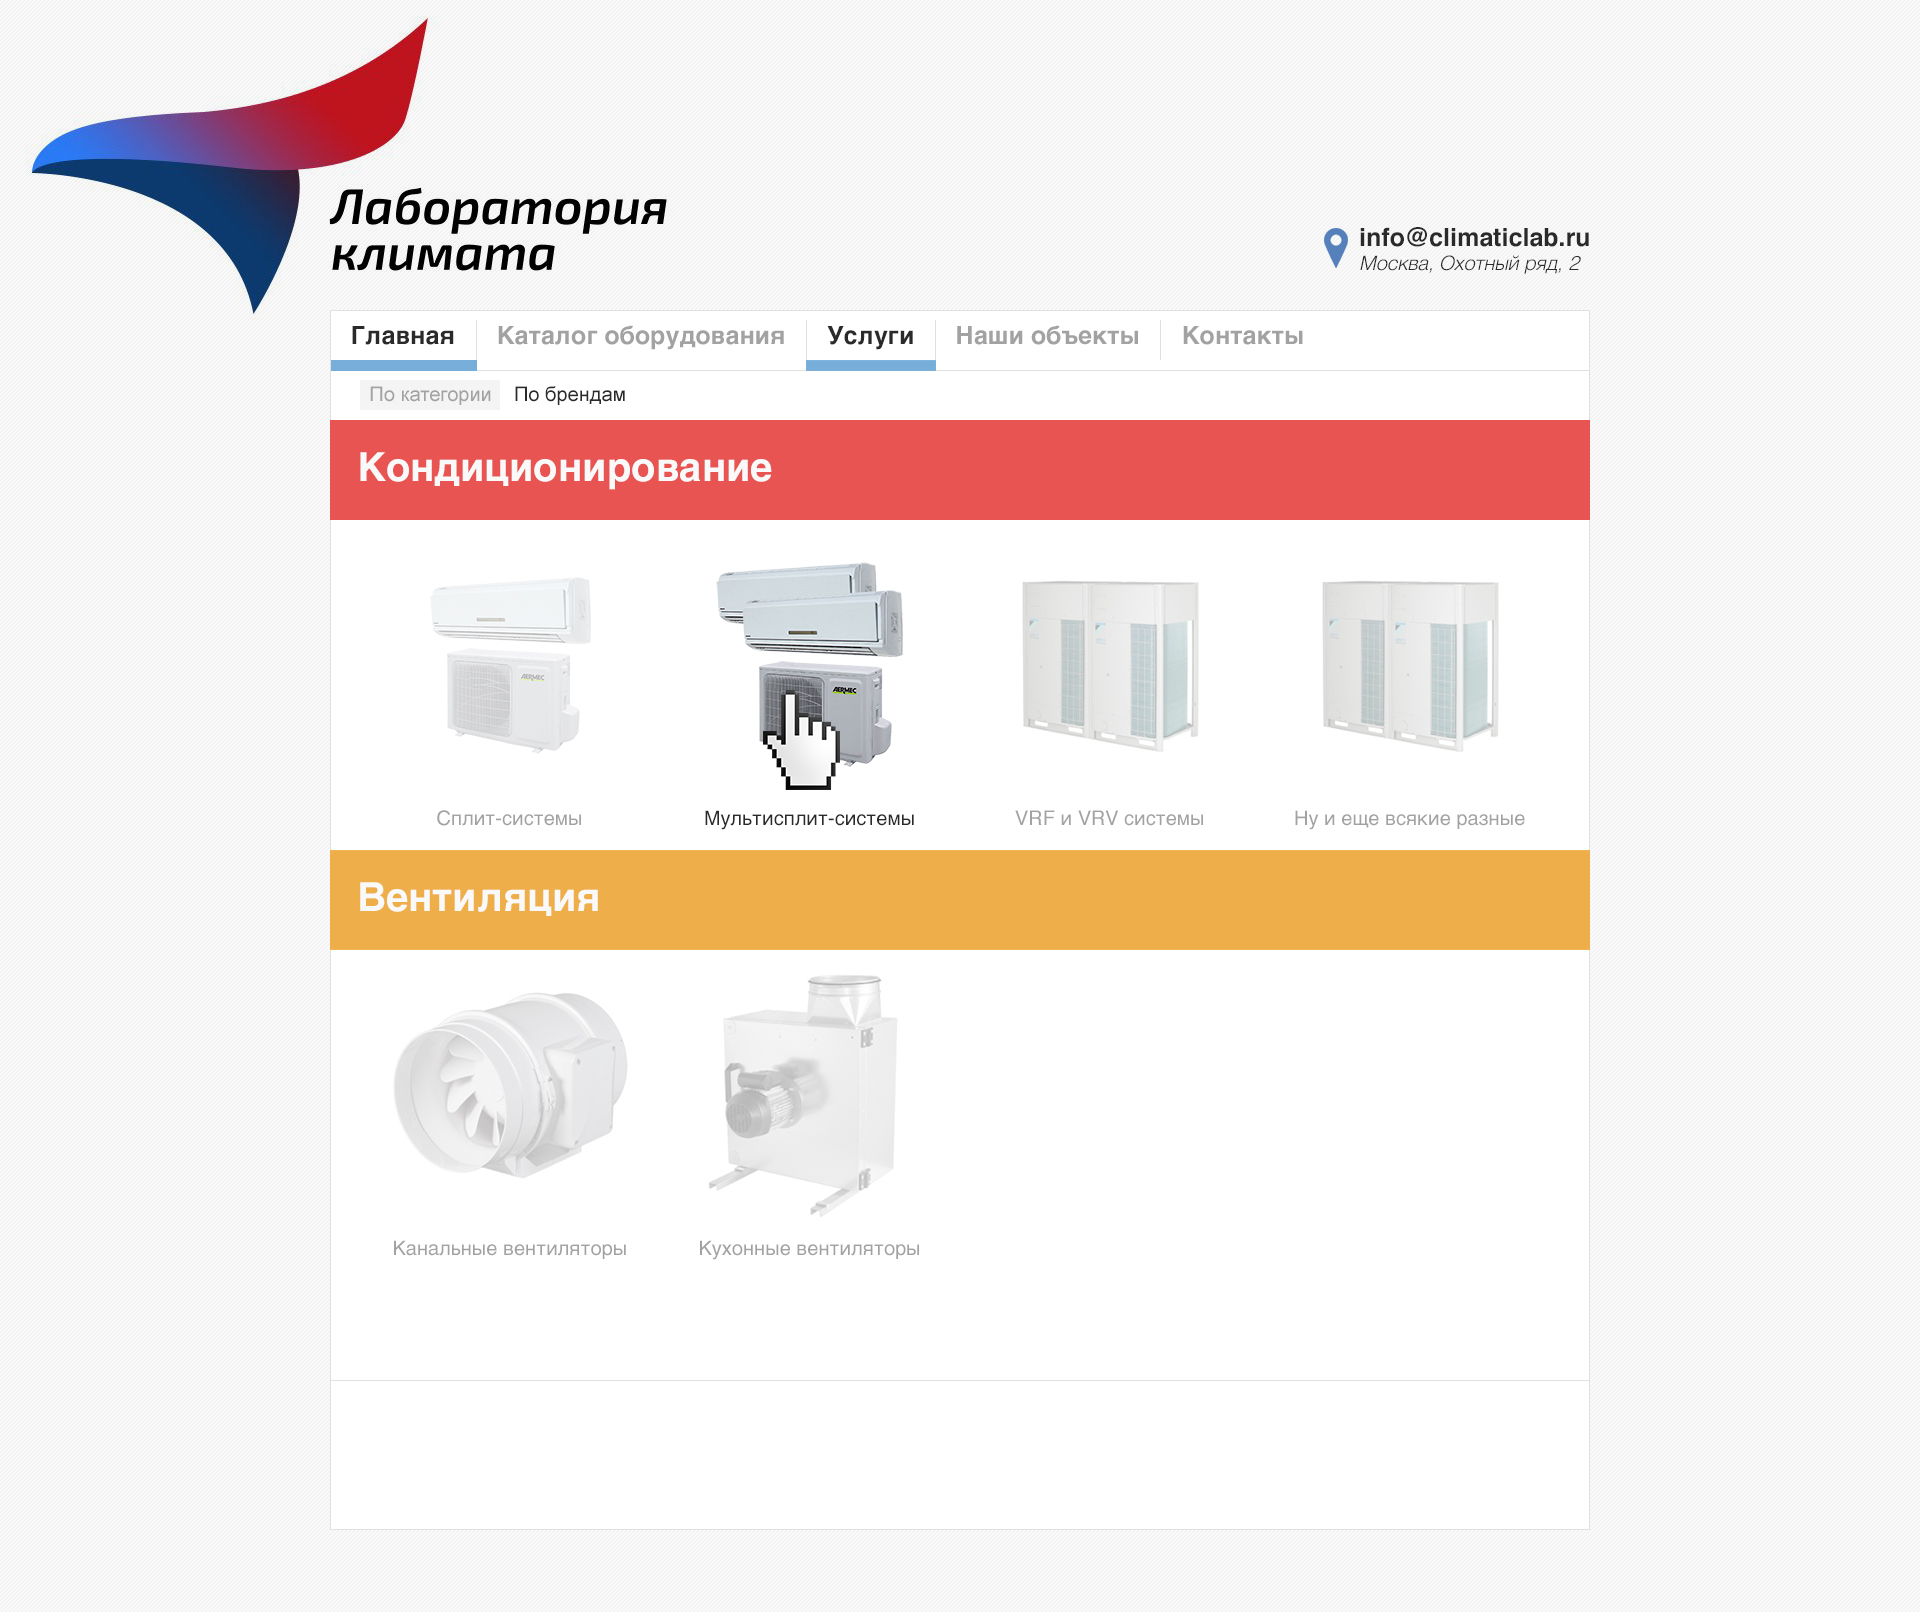 Лаборатория
климата
info@climaticlab.ru
Москва, Охотный ряд, 2
Главная Каталог оборудования Услуги Наши объекты Контакты
По категории По брендам
Кондиционирование
AERMEC AERMEC
Сплит-системы Мультисплит-системы VRF и VRV системы Ну и еще всякие разные
Вентиляция
Канальные вентиляторы Кухонные вентиляторы